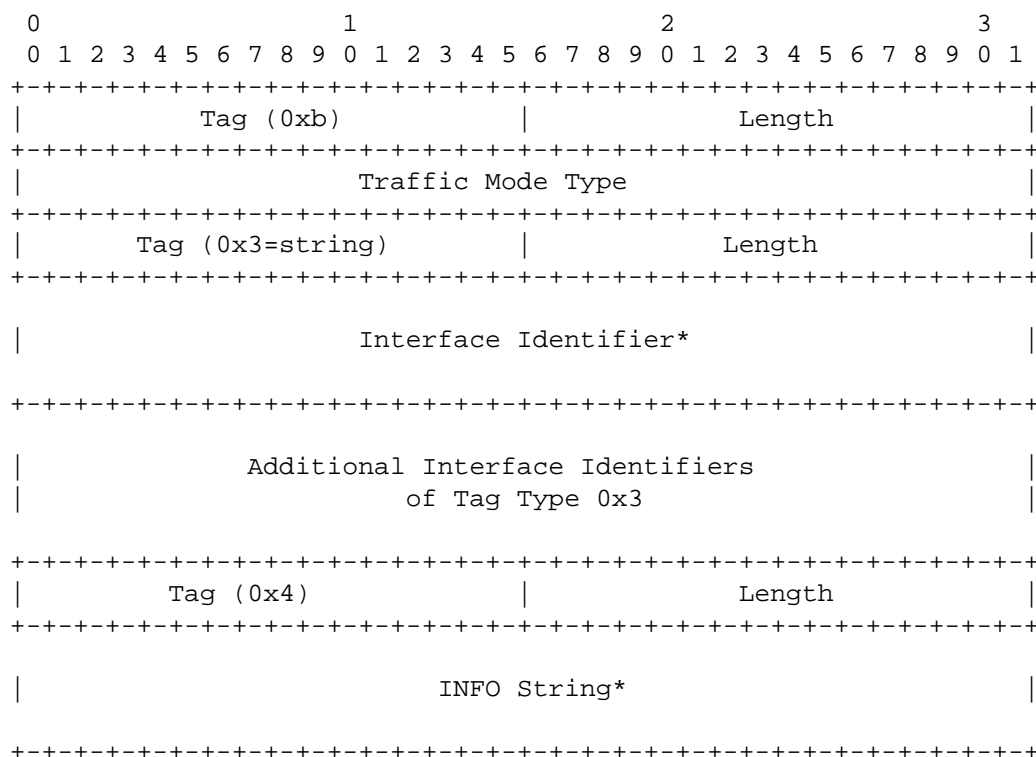 0                   1                   2                   3
 0 1 2 3 4 5 6 7 8 9 0 1 2 3 4 5 6 7 8 9 0 1 2 3 4 5 6 7 8 9 0 1
+-+-+-+-+-+-+-+-+-+-+-+-+-+-+-+-+-+-+-+-+-+-+-+-+-+-+-+-+-+-+-+-+
|           Tag (0xb)           |             Length            |
+-+-+-+-+-+-+-+-+-+-+-+-+-+-+-+-+-+-+-+-+-+-+-+-+-+-+-+-+-+-+-+-+
|                     Traffic Mode Type                         |
+-+-+-+-+-+-+-+-+-+-+-+-+-+-+-+-+-+-+-+-+-+-+-+-+-+-+-+-+-+-+-+-+
|       Tag (0x3=string)        |            Length             |
+-+-+-+-+-+-+-+-+-+-+-+-+-+-+-+-+-+-+-+-+-+-+-+-+-+-+-+-+-+-+-+-+
|                     Interface Identifier*                     |
+-+-+-+-+-+-+-+-+-+-+-+-+-+-+-+-+-+-+-+-+-+-+-+-+-+-+-+-+-+-+-+-+
|              Additional Interface Identifiers                 |
|                        of Tag Type 0x3                        |
+-+-+-+-+-+-+-+-+-+-+-+-+-+-+-+-+-+-+-+-+-+-+-+-+-+-+-+-+-+-+-+-+
|         Tag (0x4)             |             Length            |
+-+-+-+-+-+-+-+-+-+-+-+-+-+-+-+-+-+-+-+-+-+-+-+-+-+-+-+-+-+-+-+-+
|                          INFO String*                         |
+-+-+-+-+-+-+-+-+-+-+-+-+-+-+-+-+-+-+-+-+-+-+-+-+-+-+-+-+-+-+-+-+